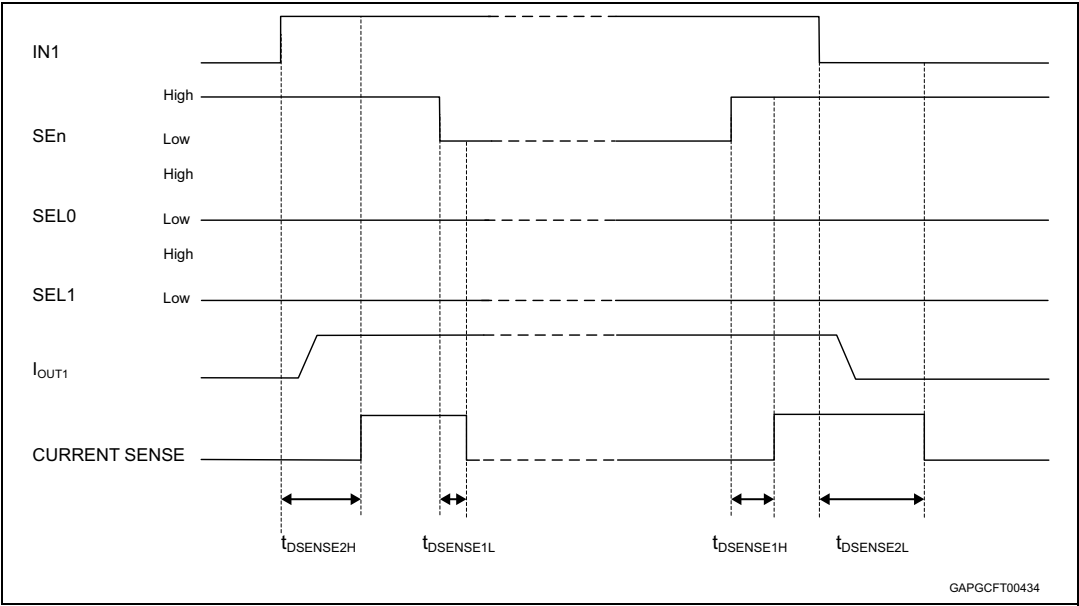 IN1
High
SEn
Low
High
SEL0
Low
High
SEL1
Low
IOUT1
CURRENT SENSE
tDSENSE2H
tDSENSE1L
tDSENSE1H
tDSENSE2L
GAPGCFT00434